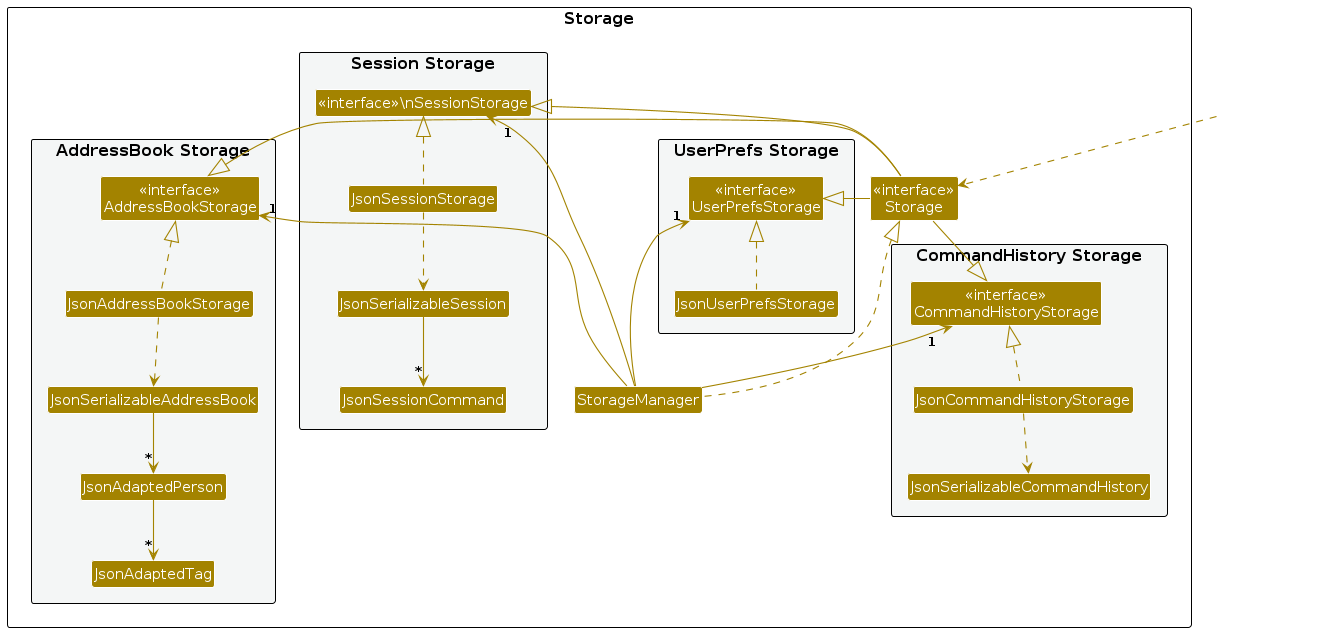 Storage
Session Storage
«interface»\nSessionStorage
1
JsonSessionStorage
JsonSerializableSession
*
JsonSessionCommand
AddressBook Storage
«interface»
AddressBookStorage
1
JsonAddressBookStorage
JsonSerializableAddressBook
*
JsonAdaptedPerson
*
JsonAdaptedTag
UserPrefs Storage
«interface»
UserPrefsStorage
1
JsonUserPrefsStorage
«interface»
Storage
StorageManager
CommandHistory Storage
«interface»
CommandHistoryStorage
1
JsonCommandHistoryStorage
JsonSerializableCommandHistory